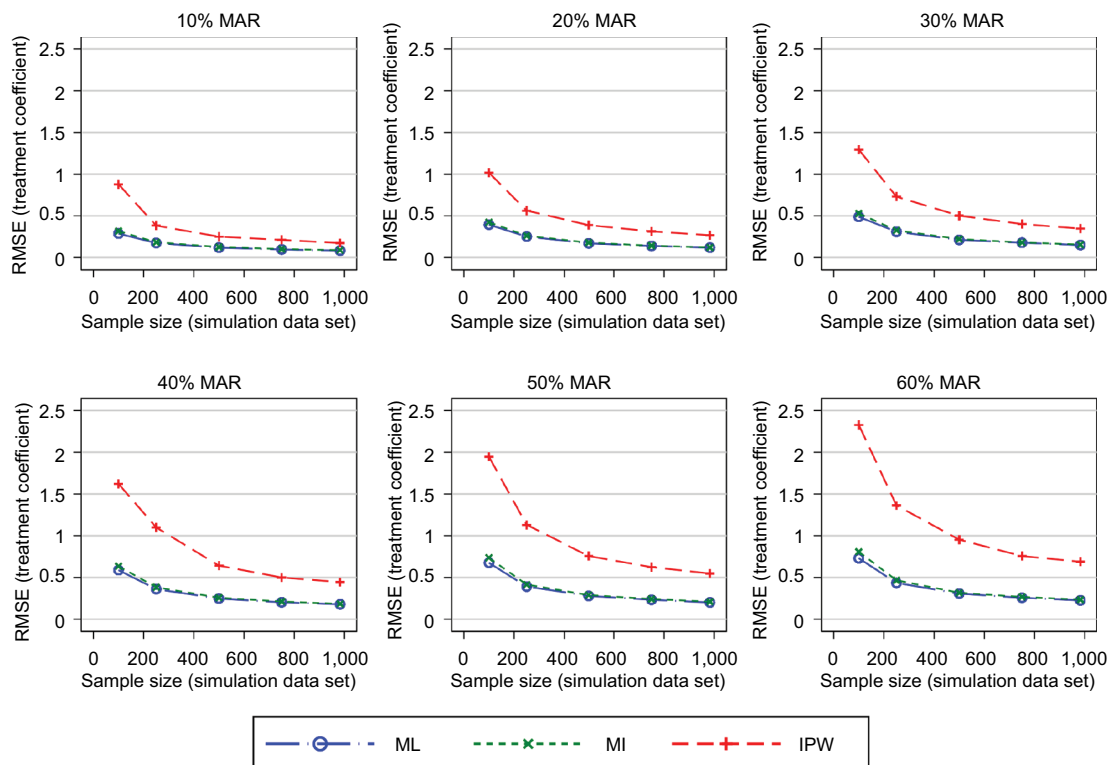 10% MAR
20% MAR
30% MAR
RMSE (treatment coefficient)
2.5
2
1.5
1
0.5
0
RMSE (treatment coefficient)
2.5
2
1.5
1
0.5
0
RMSE (treatment coefficient)
2.5
2
1.5
1
0.5
0
0 200 400 600 800 1,000
0 200 400 600 800 1,000
0 200 400 600 800 1,000
Sample size (simulation data set)
Sample size (simulation data set)
Sample size (simulation data set)
40% MAR
50% MAR
60% MAR
RMSE (treatment coefficient)
2.5
2
1.5
1
0.5
0
RMSE (treatment coefficient)
2.5
2
1.5
1
0.5
0
RMSE (treatment coefficient)
2.5
2
1.5
1
0.5
0
0 200 400 600 800 1,000
0 200 400 600 800 1,000
0 200 400 600 800 1,000
Sample size (simulation data set)
Sample size (simulation data set)
Sample size (simulation data set)
ML MI IPW